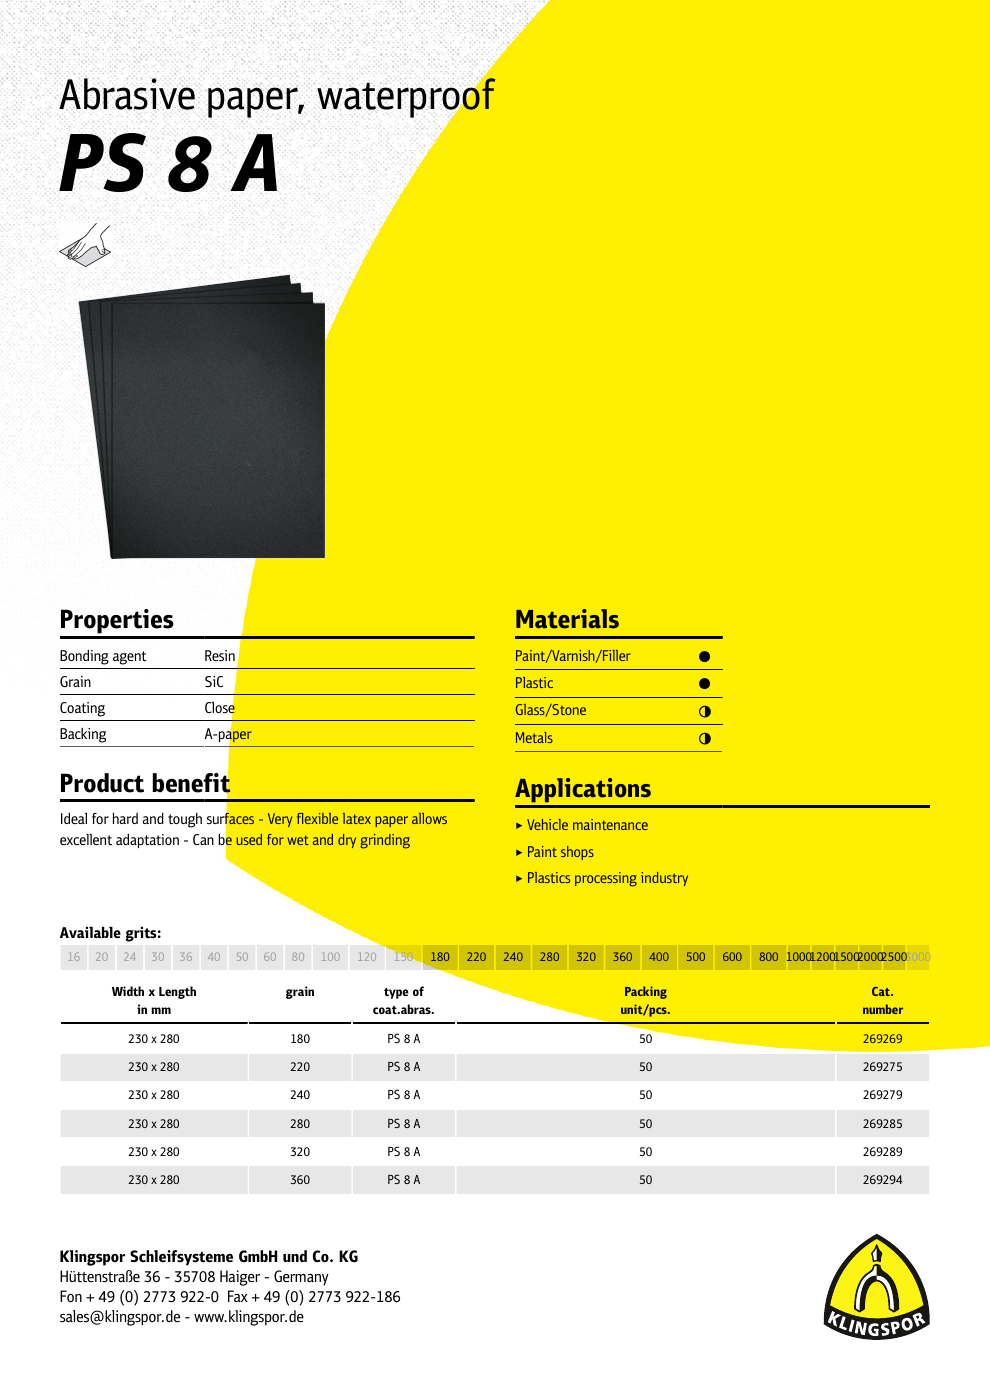 Abrasive paper, waterproof
PS 8 A
Properties
Bonding agent Resin
Grain SiC
Coating Close
Backing A-paper
Product benefit
Ideal for hard and tough surfaces - Very flexible latex paper allows
excellent adaptation - Can be used for wet and dry grinding
Materials
Paint/Varnish/Filler ●
Plastic ●
Glass/Stone ◑
Metals ◑
Applications
▸ Vehicle maintenance
▸ Paint shops
▸ Plastics processing industry
Available grits:
16 20 24 30 36 40 50 60 80 100 120 150 180 220 240 280 320 360 400 500 600 800 1000 1200 1500 2000 2500 3000
Width x Length grain type of Packing Cat.
in mm coat.abras. unit/pcs. number
230 x 280 180 PS 8 A 50 269269
230 x 280 220 PS 8 A 50 269275
230 x 280 240 PS 8 A 50 269279
230 x 280 280 PS 8 A 50 269285
230 x 280 320 PS 8 A 50 269289
230 x 280 360 PS 8 A 50 269294
Klingspor Schleifsysteme GmbH und Co. KG
Hüttenstraße 36 - 35708 Haiger - Germany
Fon + 49 (0) 2773 922-0 Fax + 49 (0) 2773 922-186
sales@klingspor.de - www.klingspor.de
KLINGSPOR